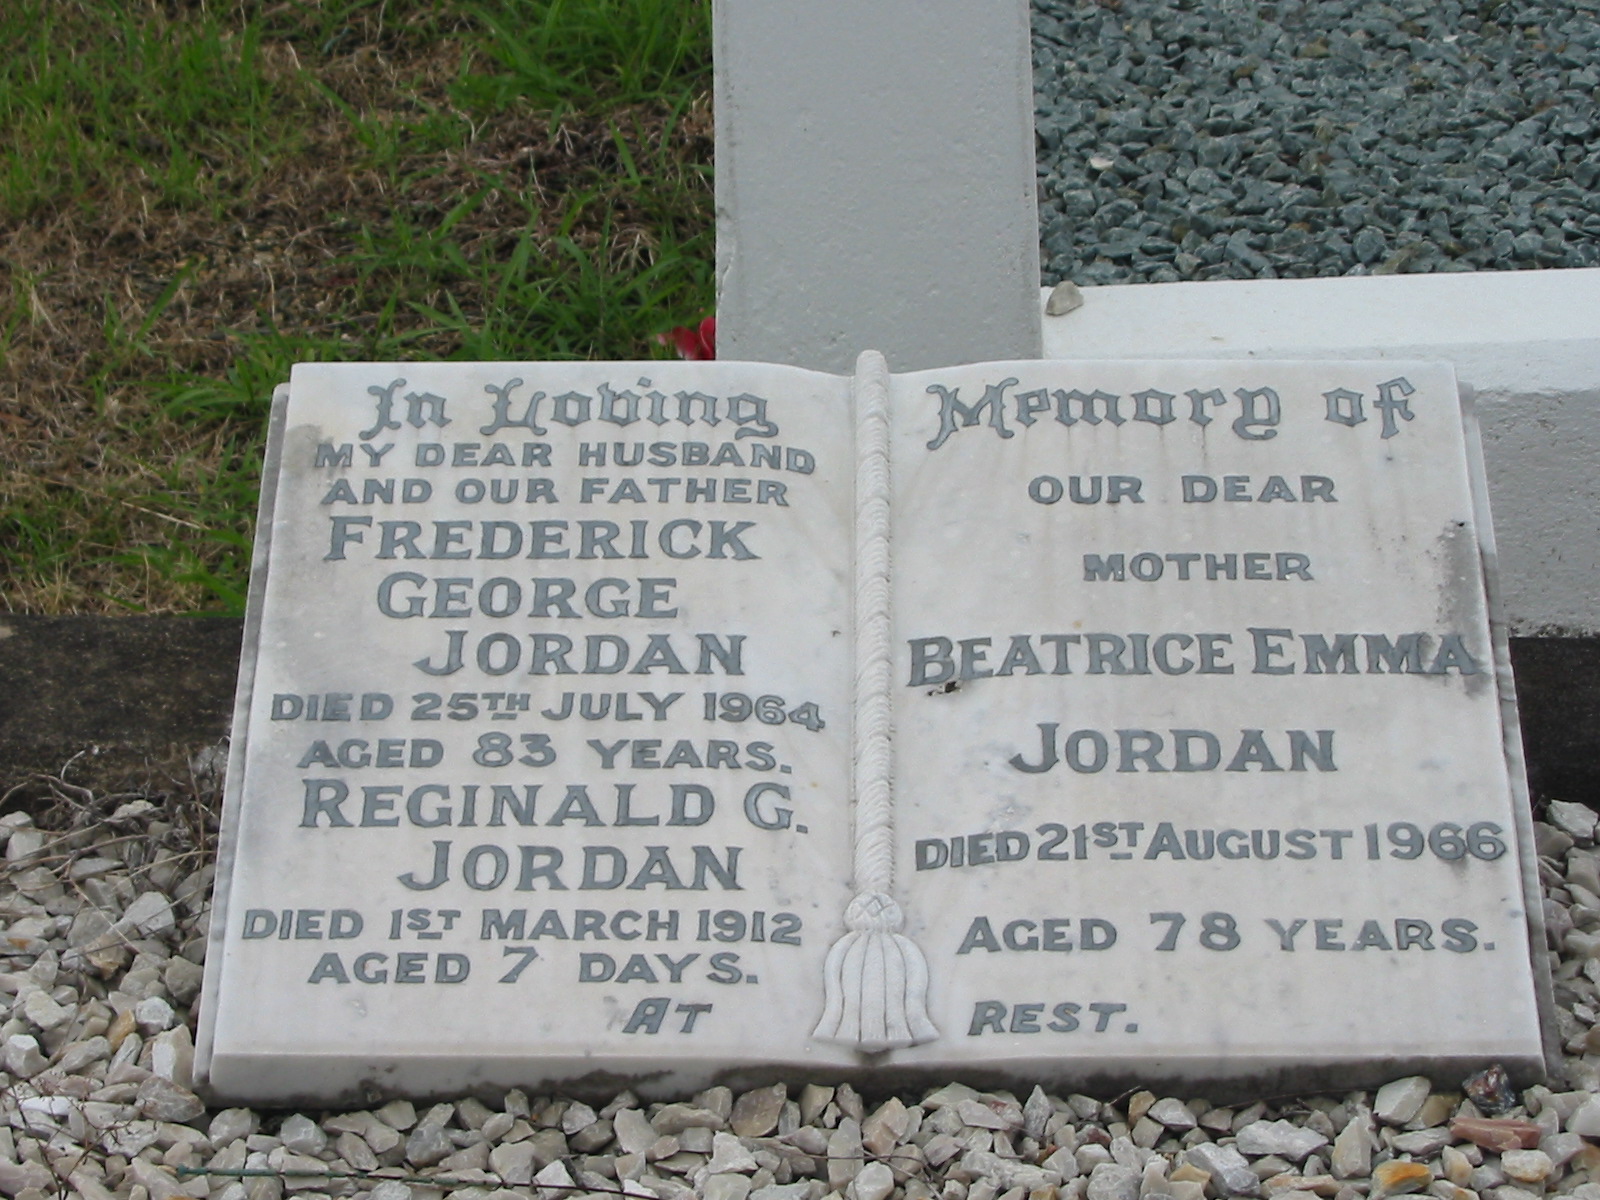 In Loving
MY DEAR HUSBAND
AND OUR FATHER
FREDERICK
GEORGE
JORDAN
DIED 25TH JULY 1964
AGED 83 YEARS.
REGINALD G.
JORDAN
DIED 1ST MARCH 1912
AGED 7 DAYS.
AT
Memory of
OUR DEAR
MOTHER
BEATRICE EMMA
JORDAN
DIED 21ST AUGUST 1966
AGED 78 YEARS.
REST.